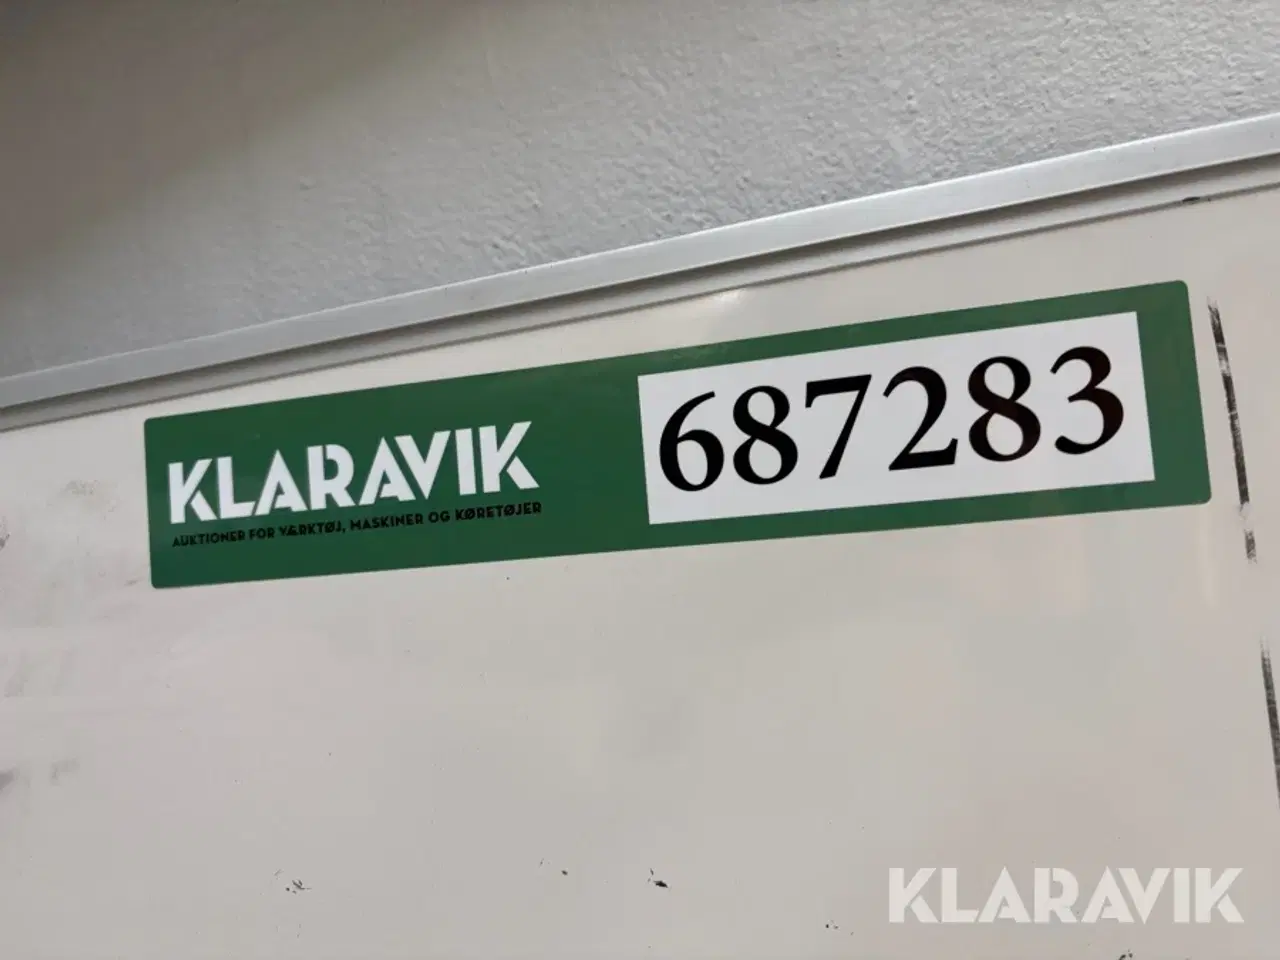 KLARAVIK
AUKTIONER FOR VÆRKTØJ, MASKINER OG KØRETØJER
687283
KLARAVIK